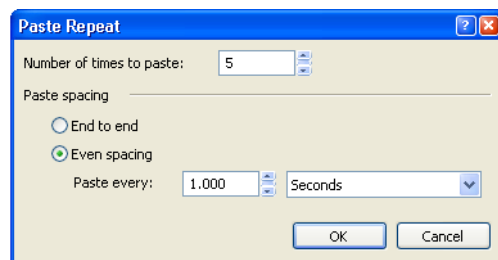 Paste Repeat
Number of times to paste: 5
Paste spacing
End to end
Even spacing
Paste every: 1.000 Seconds
OK Cancel